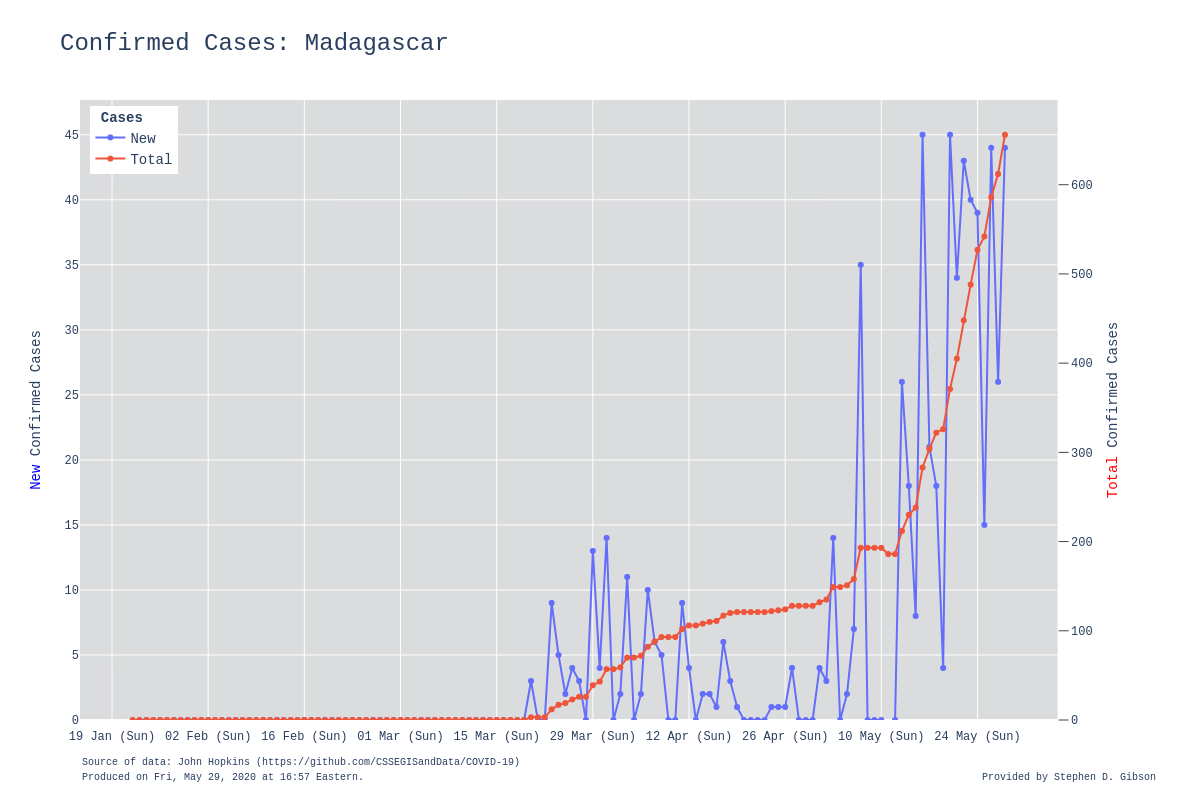 Confirmed Cases: Madagascar
Cases
New
Total
45
40
35
30
25
20
15
10
5
0
600
500
400
300
200
100
0
New Confirmed Cases
Total Confirmed Cases
19 Jan (Sun) 02 Feb (Sun) 16 Feb (Sun) 01 Mar (Sun) 15 Mar (Sun) 29 Mar (Sun) 12 Apr (Sun) 26 Apr (Sun) 10 May (Sun) 24 May (Sun)
Source of data: John Hopkins (https://github.com/CSSEGISandData/COVID-19)
Produced on Fri, May 29, 2020 at 16:57 Eastern.
Provided by Stephen D. Gibson